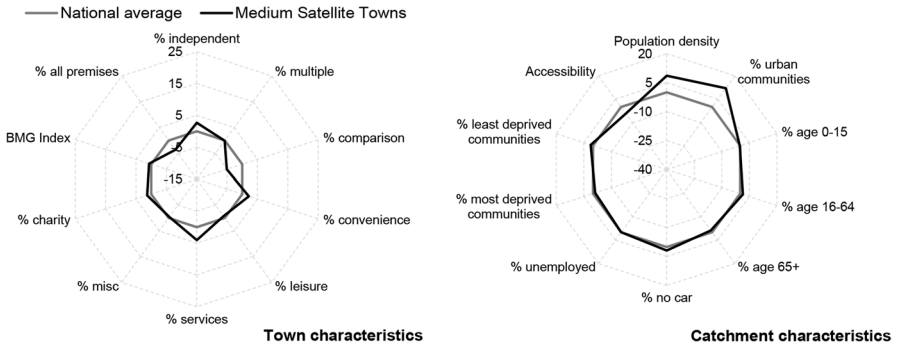 National average
Medium Satellite Towns
% independent
% multiple
% comparison
% convenience
% leisure
% services
% misc
% charity
BMG Index
% all premises
25
15
5
-5
-15
Town characteristics
Population density
% urban
communities
% age 0-15
% age 16-64
% age 65+
% no car
% unemployed
% most deprived
communities
% least deprived
communities
Accessibility
20
5
-10
-25
-40
Catchment characteristics